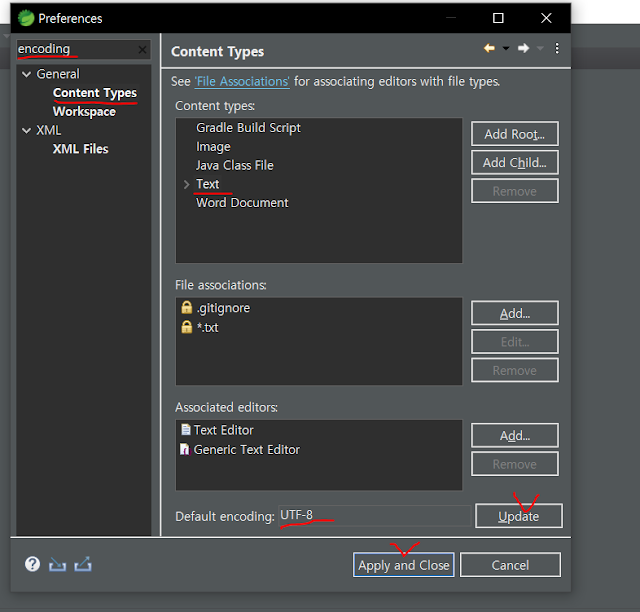 Preferences
encoding
General
Content Types
Workspace
XML
XML Files
Content Types
See 'File Associations' for associating editors with file types.
Content types:
Gradle Build Script
Image
Java Class File
Text
Word Document
Add Root...
Add Child...
Remove
File associations:
.gitignore
*.txt
Add...
Edit...
Remove
Associated editors:
Text Editor
Generic Text Editor
Add...
Remove
Default encoding: UTF-8
Update
Apply and Close
Cancel